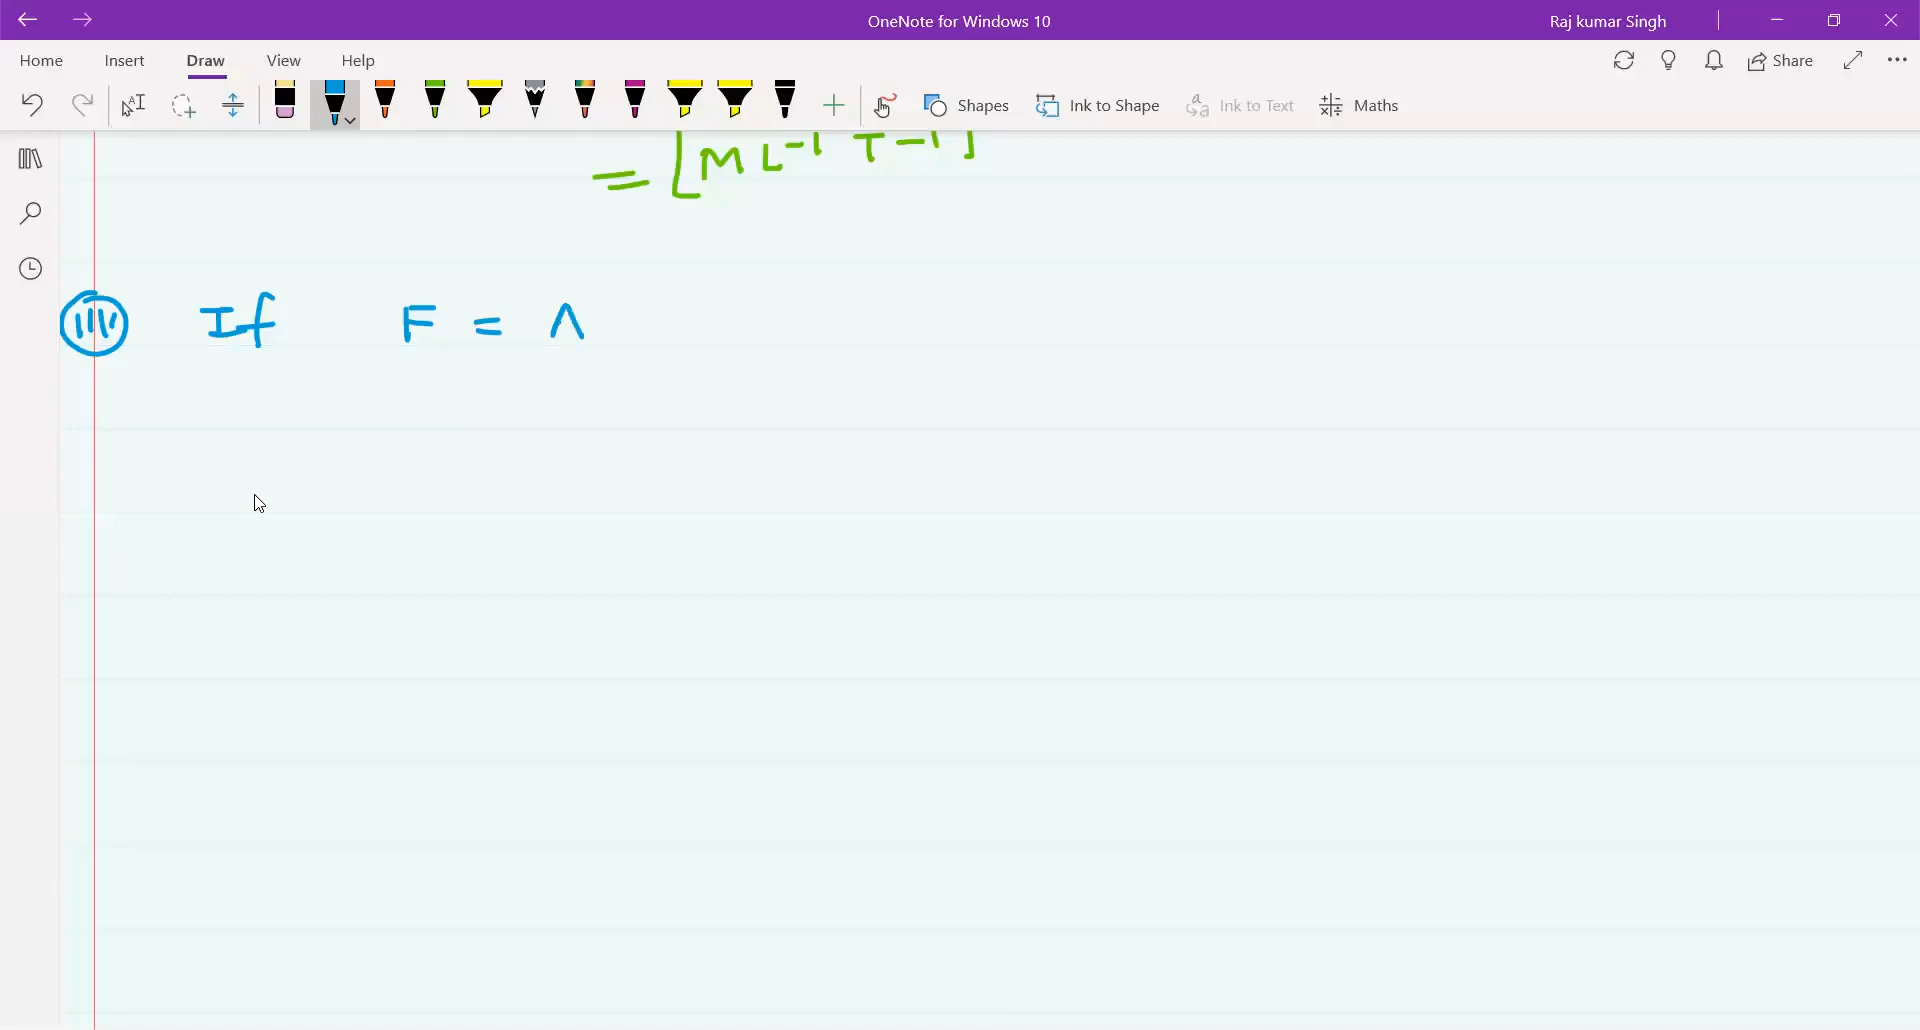 OneNote for Windows 10 Raj kumar Singh
Home Insert Draw View Help Share
Shapes Ink to Shape Ink to Text Maths
= [M L⁻¹ T⁻¹]
If F =